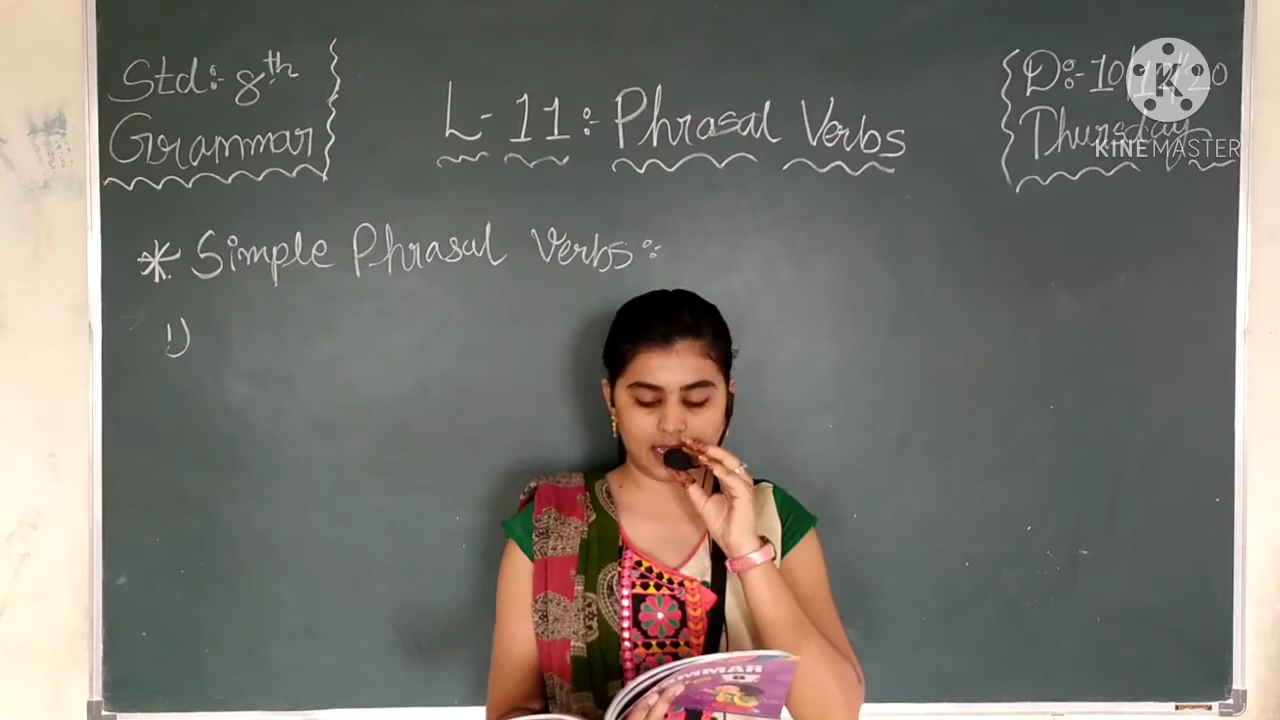 Std:- 8th
Grammar
L- 11:- Phrasal Verbs
Thursday
KINEMASTER
* Simple Phrasal Verbs:-
1)